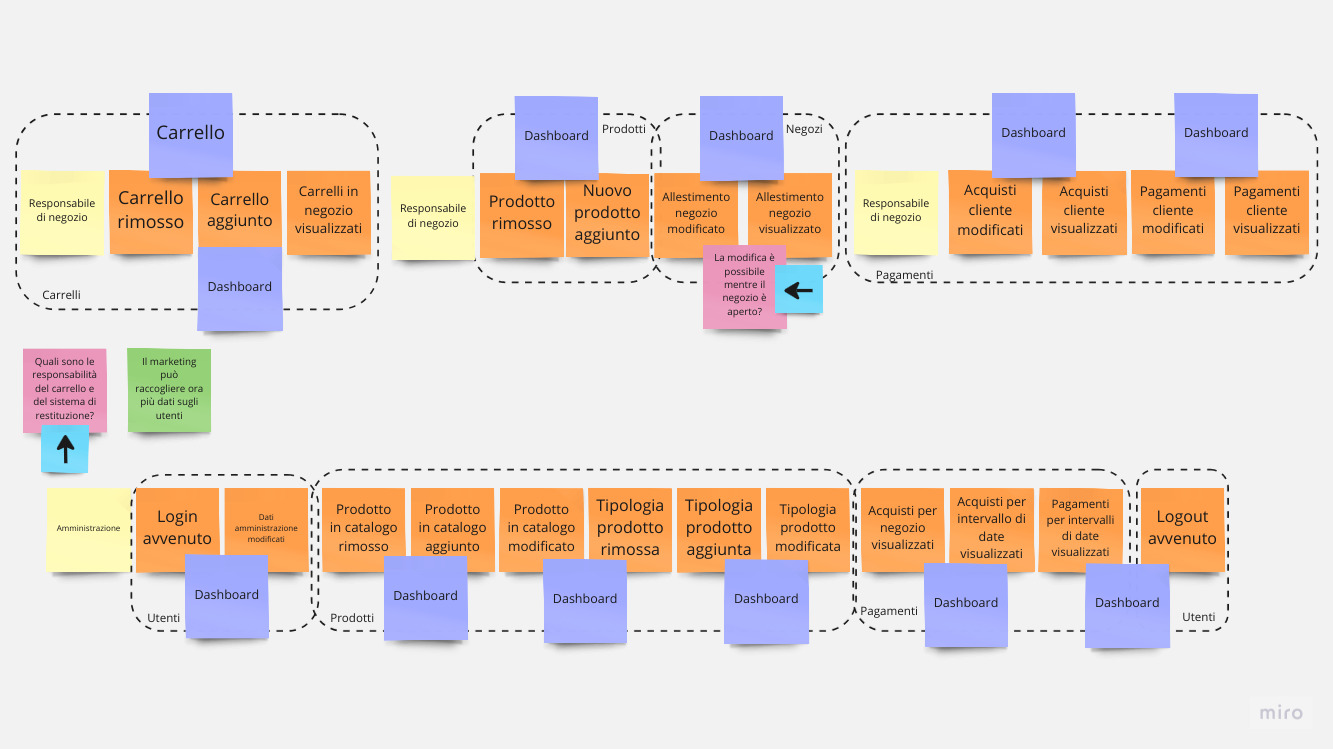 Carrello
Responsabile
di negozio
Carrello
rimosso
Carrello
aggiunto
Carrelli in
negozio
visualizzati
Dashboard
Carrelli
Responsabile
di negozio
Dashboard
Prodotti
Prodotto
rimosso
Nuovo
prodotto
aggiunto
Dashboard
Negozi
Allestimento
negozio
modificato
Allestimento
negozio
visualizzato
La modifica è
possibile
mentre il
negozio è
aperto?
Dashboard
Dashboard
Responsabile
di negozio
Acquisti
cliente
modificati
Acquisti
cliente
visualizzati
Pagamenti
cliente
modificati
Pagamenti
cliente
visualizzati
Pagamenti
Quali sono le
responsabilità
del carrello e
del sistema di
restituzione?
Il marketing
può
raccogliere ora
più dati sugli
utenti
Amministrazione
Login
avvenuto
Dati
amministrazione
modificati
Dashboard
Utenti
Prodotto
in catalogo
rimosso
Prodotto
in catalogo
aggiunto
Prodotto
in catalogo
modificato
Tipologia
prodotto
rimossa
Tipologia
prodotto
aggiunta
Tipologia
prodotto
modificata
Dashboard
Dashboard
Dashboard
Prodotti
Acquisti per
negozio
visualizzati
Acquisti per
intervallo di
date
visualizzati
Pagamenti
per intervalli
di date
visualizzati
Dashboard
Dashboard
Pagamenti
Logout
avvenuto
Utenti
miro